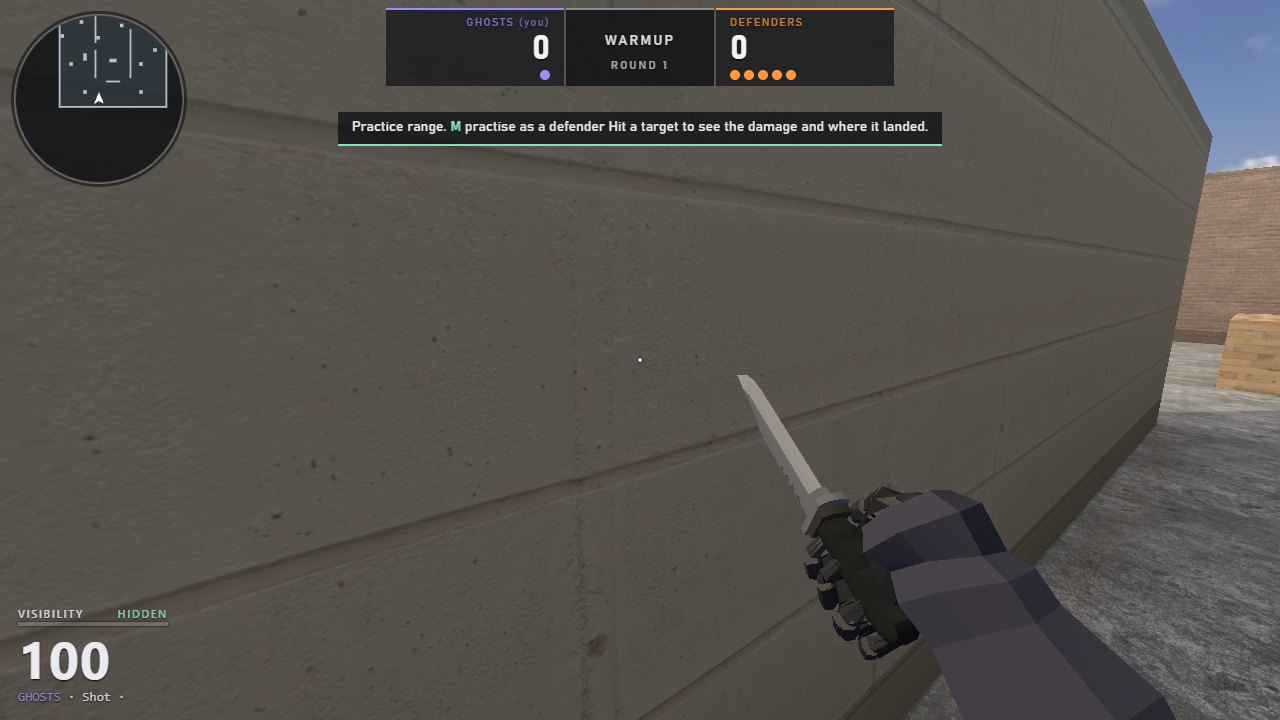 GHOSTS (you)
0
WARMUP
ROUND 1
DEFENDERS
0
Practice range. M practise as a defender Hit a target to see the damage and where it landed.
VISIBILITY HIDDEN
100
GHOSTS · Shot ·